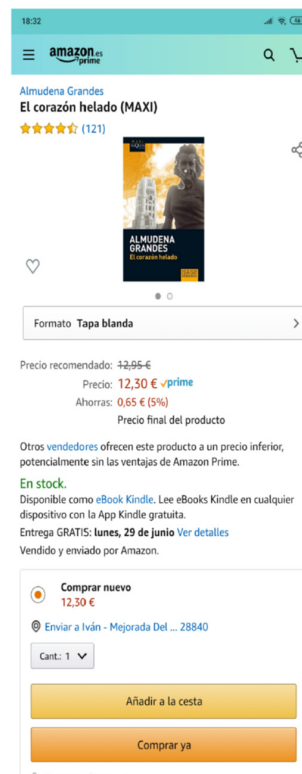 18:32
amazon.es
prime
Almudena Grandes
El corazón helado (MAXI)
(121)
ALMUDENA
GRANDES
El corazón helado
Formato Tapa blanda
Precio recomendado: 12,95 €
Precio: 12,30 € prime
Ahorras: 0,65 € (5%)
Precio final del producto
Otros vendedores ofrecen este producto a un precio inferior,
potencialmente sin las ventajas de Amazon Prime.
En stock.
Disponible como eBook Kindle. Lee eBooks Kindle en cualquier
dispositivo con la App Kindle gratuita.
Entrega GRATIS: lunes, 29 de junio Ver detalles
Vendido y enviado por Amazon.
Comprar nuevo
12,30 €
Enviar a Iván - Mejorada Del ... 28840
Cant.: 1
Añadir a la cesta
Comprar ya